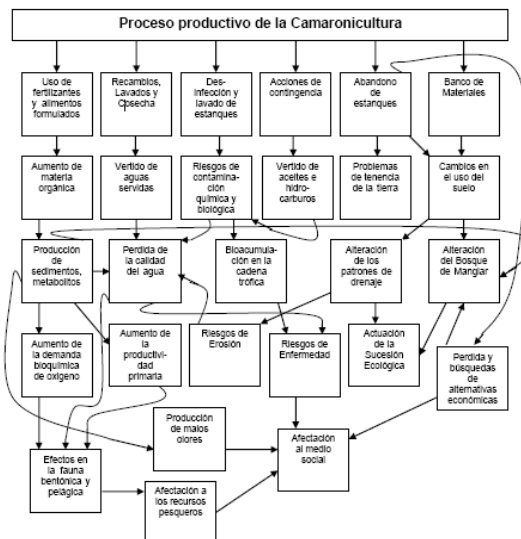 Proceso productivo de la Camaronicultura
Uso de
fertilizantes
y alimentos
formulados
Recambios,
Lavados y
Cosecha
Des-
infección y
lavado de
estanques
Acciones de
contingencia
Abandono
de
estanques
Banco de
Materiales
Aumento de
materia
orgánica
Vertido de
aguas
servidas
Riesgos de
contamina-
ción
química y
biológica
Vertido de
aceites e
hidro-
carburos
Problemas
de tenencia
de la tierra
Cambios en
el uso del
suelo
Producción
de
sedimentos,
metabolitos
Perdida de
la calidad
del agua
Bioacumula-
ción en la
cadena
trófica
Alteración
de los
patrones de
drenaje
Alteración
del Bosque
de Manglar
Aumento de
la demanda
bioquímica
de oxigeno
Aumento de
la
productivi-
dad
primaria
Riesgos de
Erosión
Riesgos de
Enfermedad
Actuación
de la
Sucesión
Ecológica
Perdida y
búsquedas
de
alternativas
económicas
Producción
de malos
olores
Afectación
al medio
social
Efectos en
la fauna
bentónica y
pelágica
Afectación a
los recursos
pesqueros